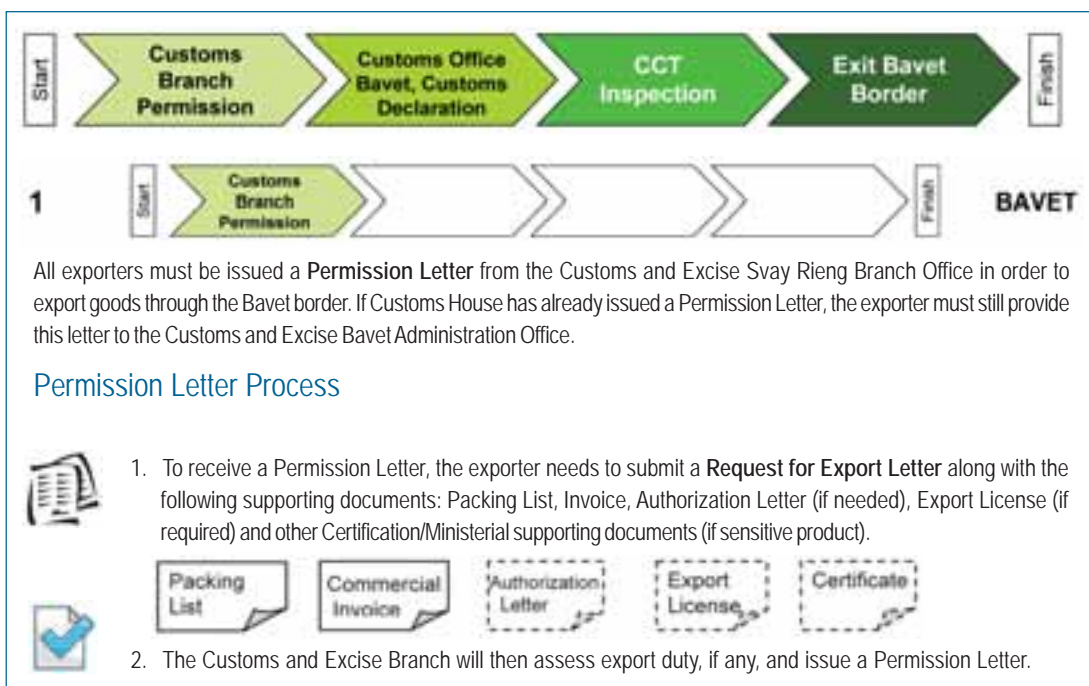 Start
Customs
Branch
Permission
Customs Office
Bavet, Customs
Declaration
CCT
Inspection
Exit Bavet
Border
Finish
1
Start
Customs
Branch
Permission
Finish
BAVET
All exporters must be issued a Permission Letter from the Customs and Excise Svay Rieng Branch Office in order to
export goods through the Bavet border. If Customs House has already issued a Permission Letter, the exporter must still provide
this letter to the Customs and Excise Bavet Administration Office.
Permission Letter Process
1. To receive a Permission Letter, the exporter needs to submit a Request for Export Letter along with the
following supporting documents: Packing List, Invoice, Authorization Letter (if needed), Export License (if
required) and other Certification/Ministerial supporting documents (if sensitive product).
Packing
List
Commercial
Invoice
Authorization
Letter
Export
License
Certificate
2. The Customs and Excise Branch will then assess export duty, if any, and issue a Permission Letter.